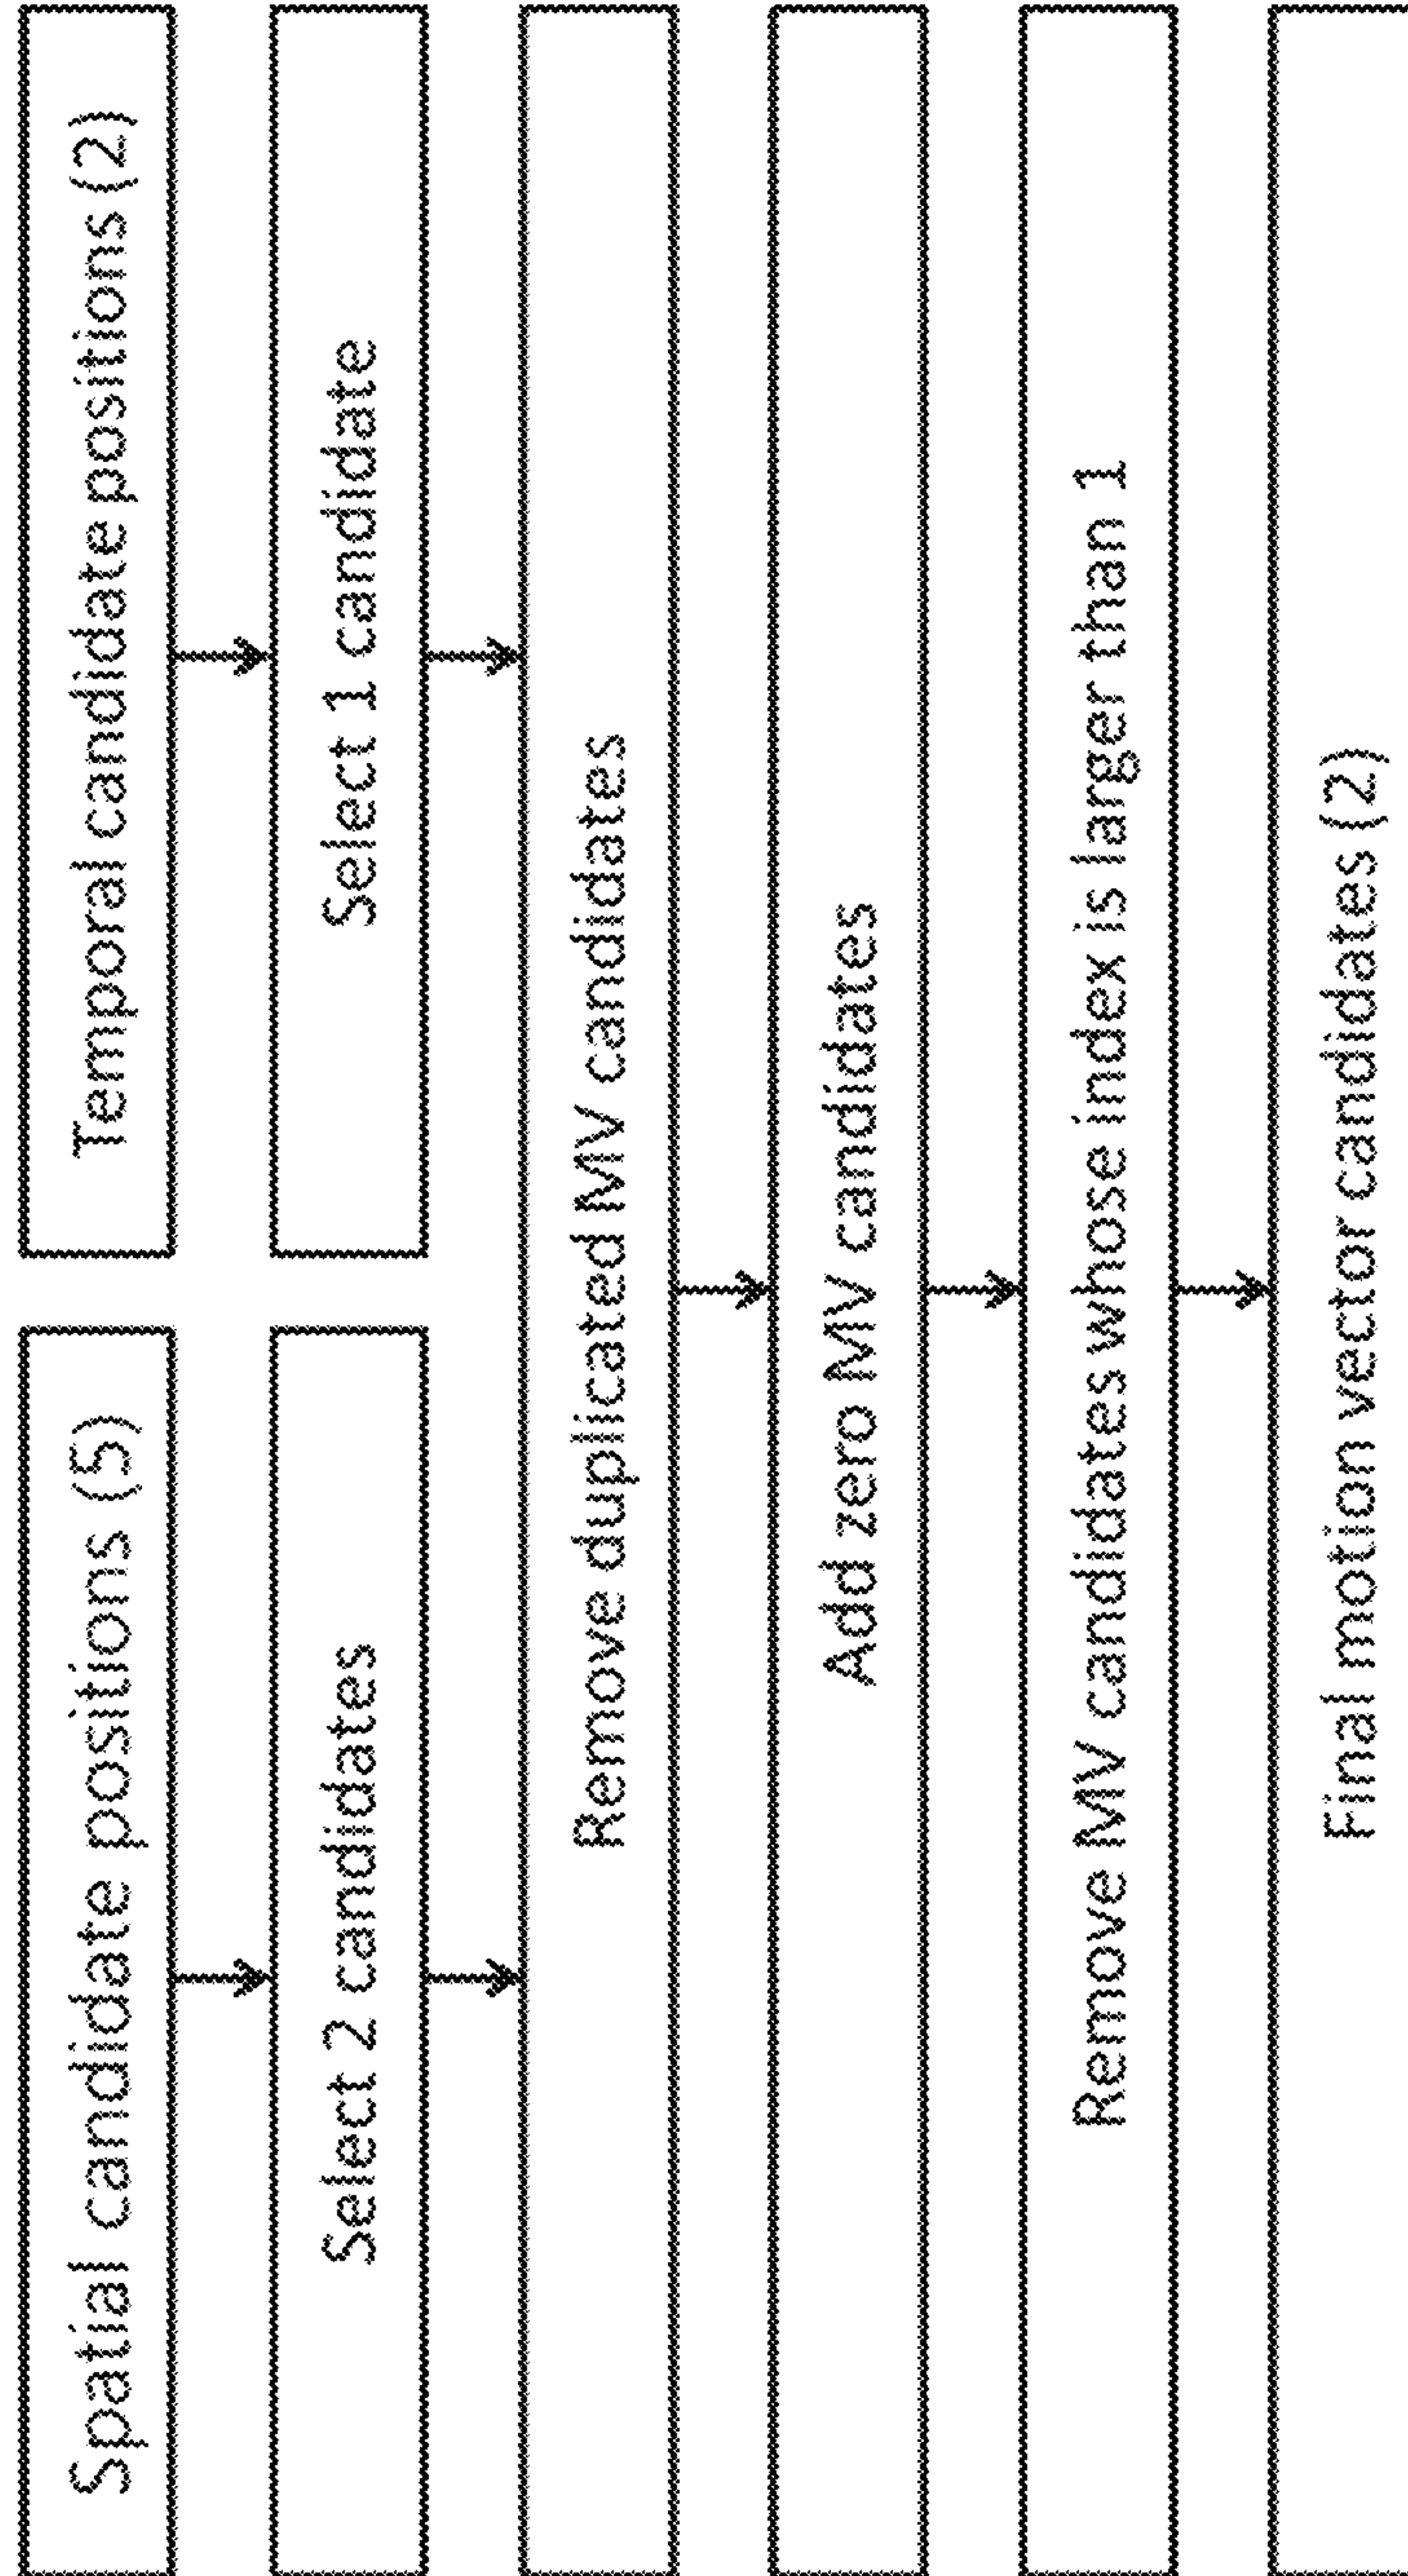 Spatial candidate positions (5)
Temporal candidate positions (2)
Select 2 candidates
Select 1 candidate
Remove duplicated MV candidates
Add zero MV candidates
Remove MV candidates whose index is larger than 1
Final motion vector candidates (2)